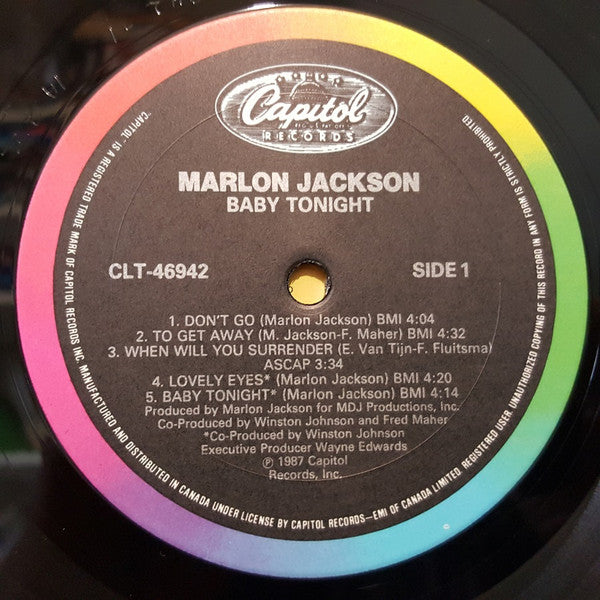 Capitol
RECORDS
MARLON JACKSON
BABY TONIGHT
CLT-46942
SIDE 1
1. DON'T GO (Marlon Jackson) BMI 4:04
2. TO GET AWAY (M. Jackson-F. Maher) BMI 4:32
3. WHEN WILL YOU SURRENDER (E. Van Tijn-F. Fluitsma)
ASCAP 3:34
4. LOVELY EYES* (Marlon Jackson) BMI 4:20
5. BABY TONIGHT* (Marlon Jackson) BMI 4:14
Produced by Marlon Jackson for MDJ Productions, Inc.
Co-Produced by Winston Johnson and Fred Maher
*Co-Produced by Winston Johnson
Executive Producer Wayne Edwards
℗ 1987 Capitol
Records, Inc.
"CAPITOL" IS A REGISTERED TRADE MARK OF CAPITOL RECORDS INC. MANUFACTURED AND DISTRIBUTED IN CANADA UNDER LICENSE BY CAPITOL RECORDS–EMI OF CANADA LIMITED. REGISTERED USER. UNAUTHORIZED COPYING OF THIS RECORD IN ANY FORM IS STRICTLY PROHIBITED